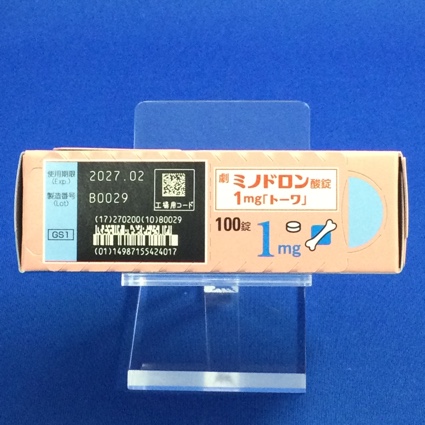 使用期限
(Exp.)
2027.02
製造番号
(Lot)
B0029
工場用コード
GS1
(17)270200(10)B0029
(01)14987155424017
劇 ミノドロン酸錠
1mg「トーワ」
100錠
1mg